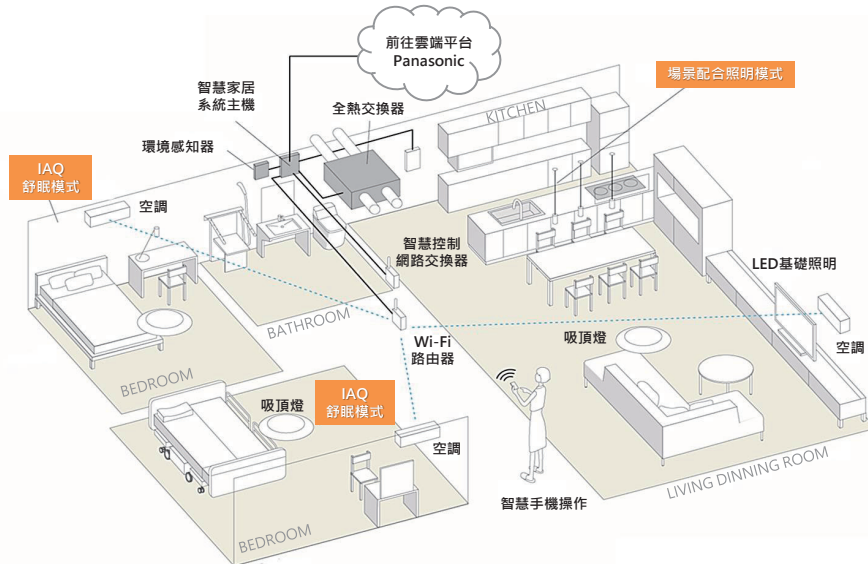 前往雲端平台
Panasonic
智慧家居
系統主機
全熱交換器
環境感知器
場景配合照明模式
KITCHEN
IAQ
舒眠模式
空調
智慧控制
網路交換器
LED基礎照明
BATHROOM
Wi-Fi
路由器
吸頂燈
空調
BEDROOM
吸頂燈
IAQ
舒眠模式
空調
智慧手機操作
LIVING DINNING ROOM
BEDROOM